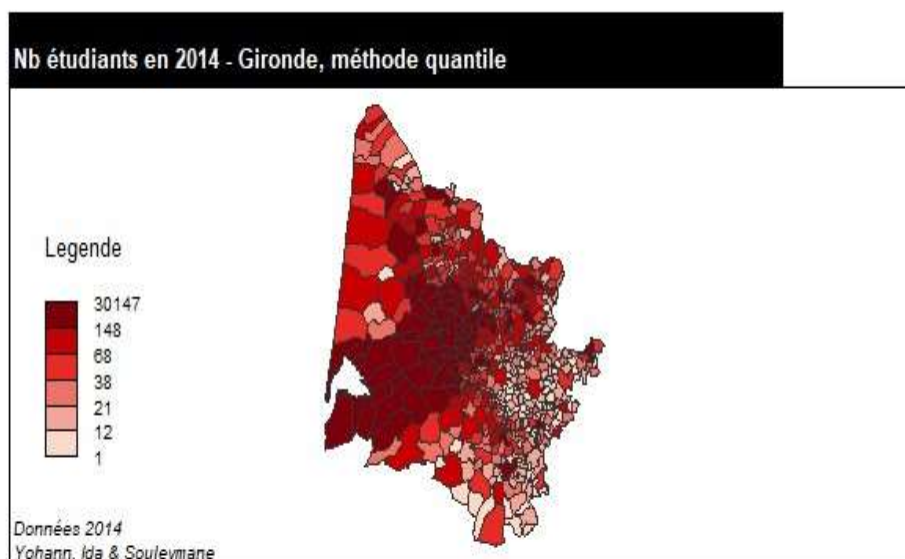 Nb étudiants en 2014 - Gironde, méthode quantile
Legende
30147
148
68
38
21
12
1
Données 2014
Yohann, Ida & Souleymane